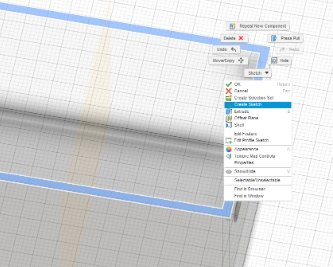 Repeat New Component
Delete
Press Pull
Undo
Move/Copy
Hide
Sketch
OK
Cancel
Create Selection Set
Create Sketch
Extrude
Offset Plane
Shell
Edit Feature
Edit Profile Sketch
Appearance
Texture Map Controls
Properties
Show/Hide
Selectable/Unselectable
Find in Browser
Find in Window